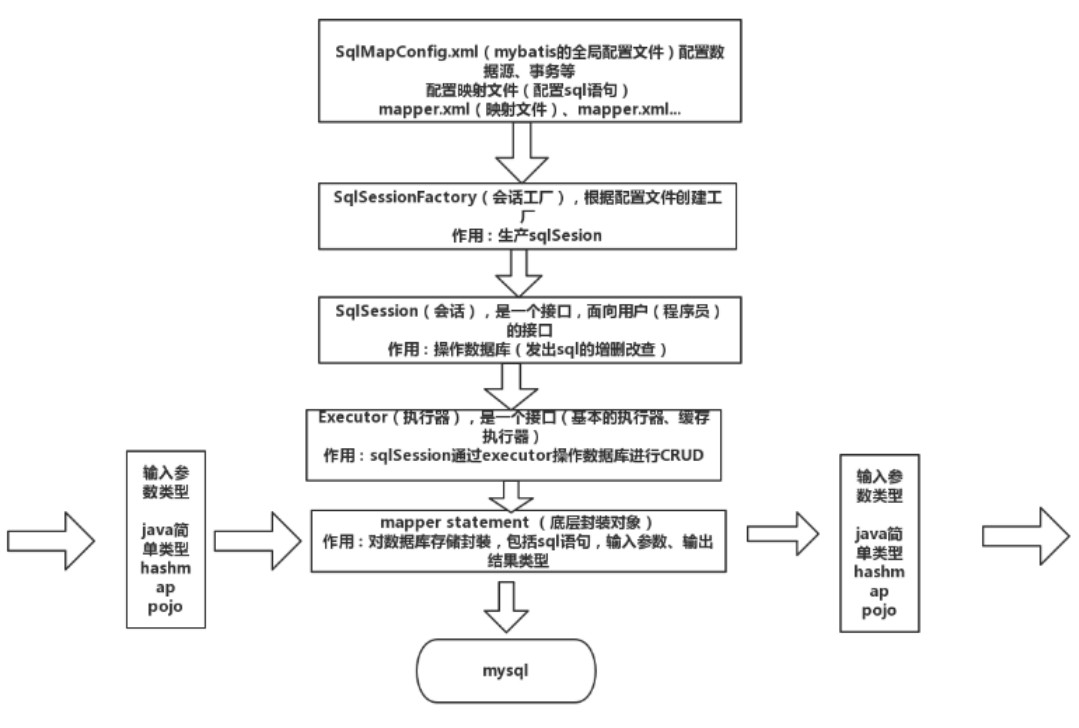 SqlMapConfig.xml（mybatis的全局配置文件）配置数
据源、事务等
配置映射文件（配置sql语句）
mapper.xml（映射文件）、mapper.xml...
SqlSessionFactory（会话工厂），根据配置文件创建工
厂
作用：生产sqlSesion
SqlSession（会话），是一个接口，面向用户（程序员）
的接口
作用：操作数据库（发出sql的增删改查）
Executor（执行器），是一个接口（基本的执行器、缓存
执行器）
作用：sqlSession通过executor操作数据库进行CRUD
输入参
数类型
java简
单类型
hashm
ap
pojo
mapper statement （底层封装对象）
作用：对数据库存储封装，包括sql语句，输入参数、输出
结果类型
输入参
数类型
java简
单类型
hashm
ap
pojo
mysql